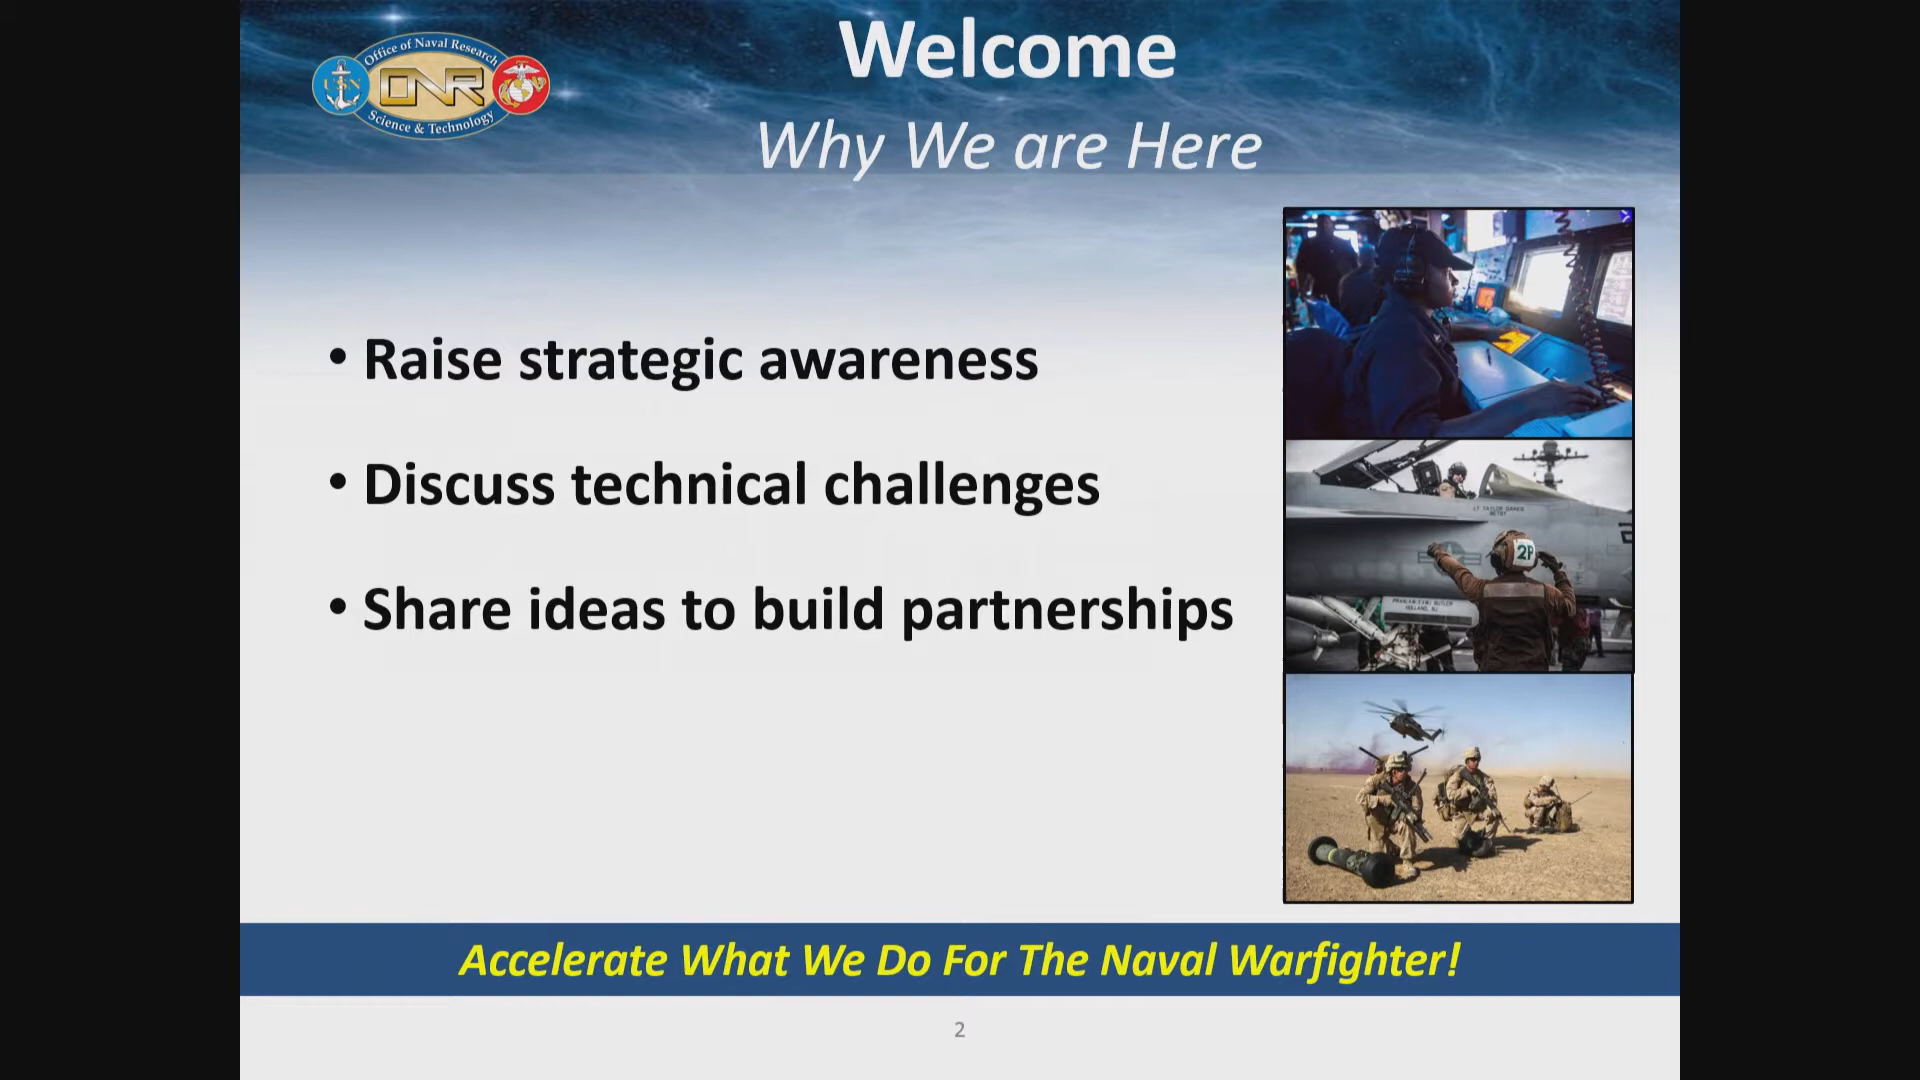 Office of Naval Research
USN
ONR
Science & Technology
Welcome
Why We are Here
• Raise strategic awareness
• Discuss technical challenges
• Share ideas to build partnerships
2P
Accelerate What We Do For The Naval Warfighter!
2